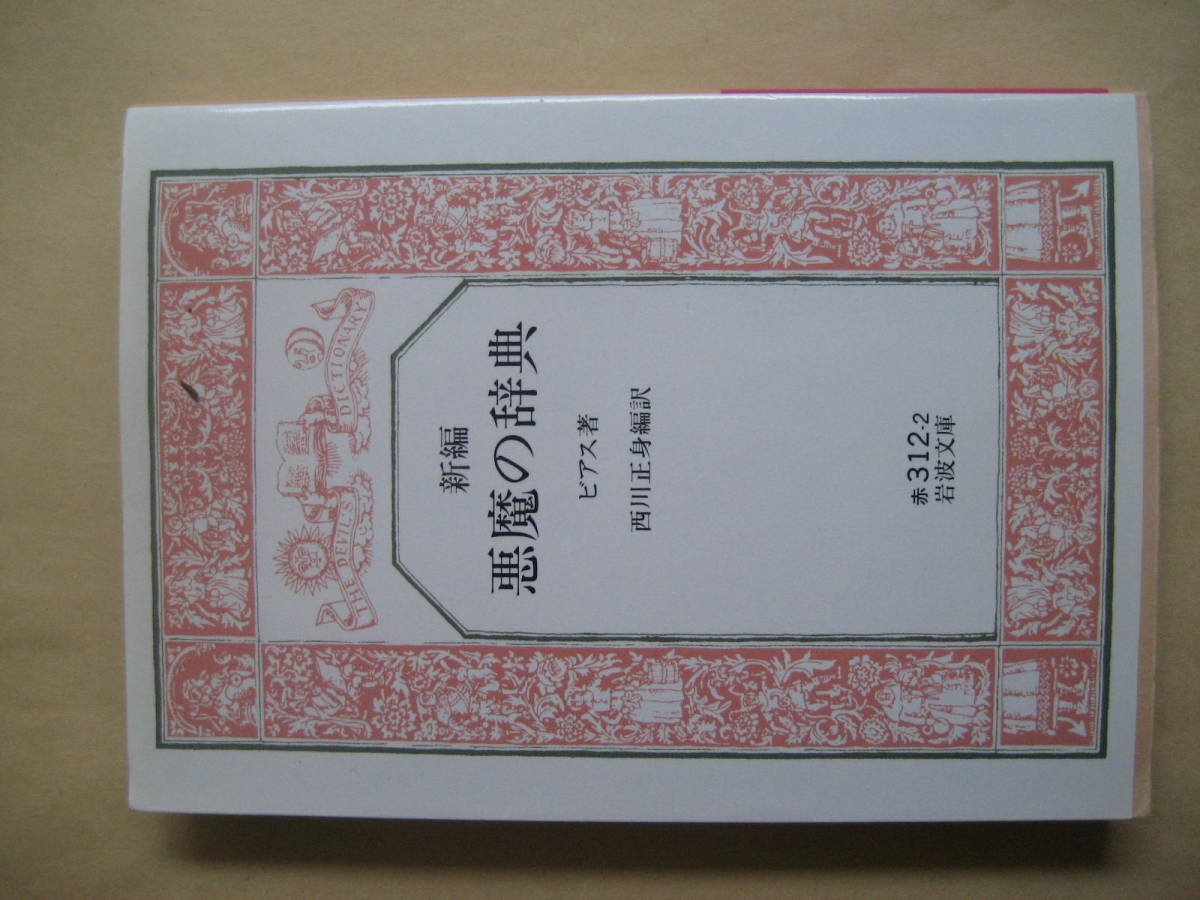 THE DEVIL'S DICTIONARY
新編
悪魔の辞典
ビアス著
西川正身編訳
赤312-2
岩波文庫